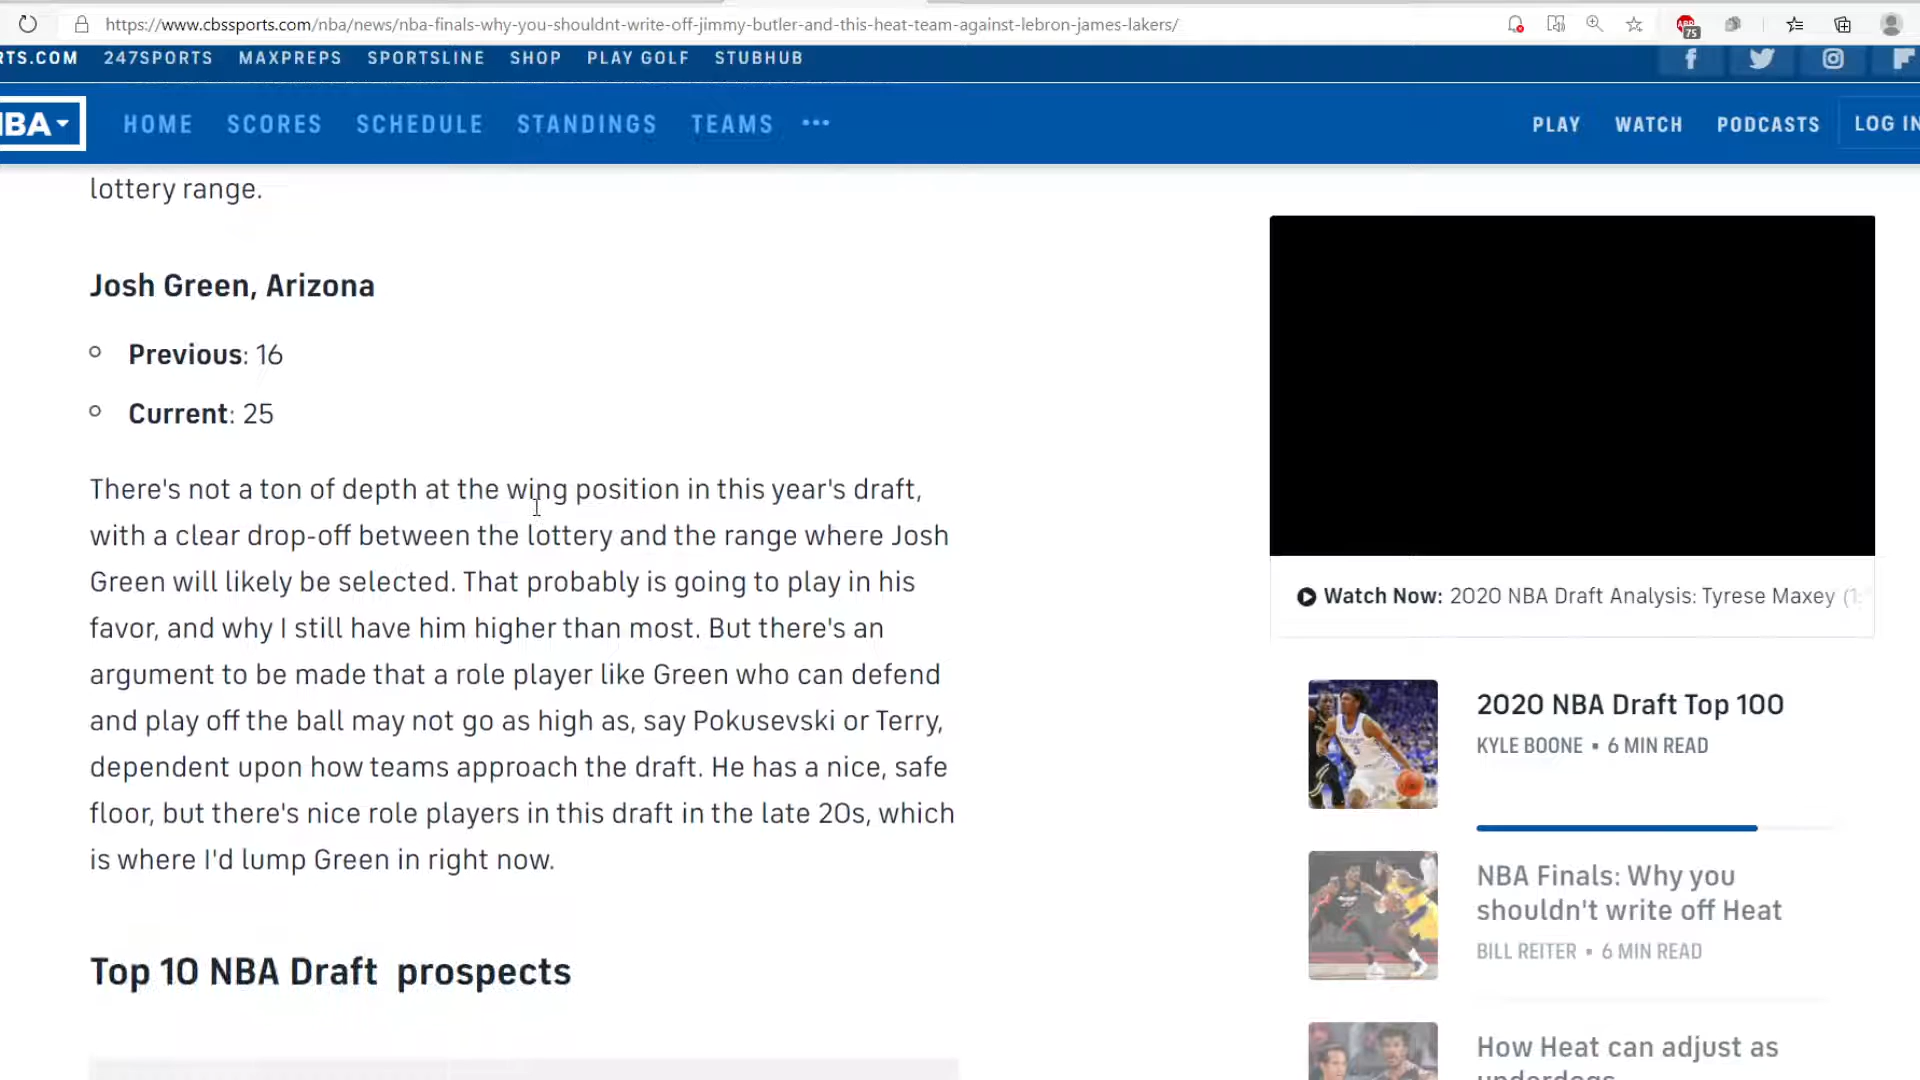 https://www.cbssports.com/nba/news/nba-finals-why-you-shouldnt-write-off-jimmy-butler-and-this-heat-team-against-lebron-james-lakers/
75
RTS.COM 247SPORTS MAXPREPS SPORTSLINE SHOP PLAY GOLF STUBHUB
NBA HOME SCORES SCHEDULE STANDINGS TEAMS ••• PLAY WATCH PODCASTS LOG IN
lottery range.
Josh Green, Arizona
Previous: 16
Current: 25
There's not a ton of depth at the wing position in this year's draft,
with a clear drop-off between the lottery and the range where Josh
Green will likely be selected. That probably is going to play in his
favor, and why I still have him higher than most. But there's an
argument to be made that a role player like Green who can defend
and play off the ball may not go as high as, say Pokusevski or Terry,
dependent upon how teams approach the draft. He has a nice, safe
floor, but there's nice role players in this draft in the late 20s, which
is where I'd lump Green in right now.
Top 10 NBA Draft prospects
Watch Now: 2020 NBA Draft Analysis: Tyrese Maxey (1:
2020 NBA Draft Top 100
KYLE BOONE • 6 MIN READ
NBA Finals: Why you
shouldn't write off Heat
BILL REITER • 6 MIN READ
How Heat can adjust as
underdogs